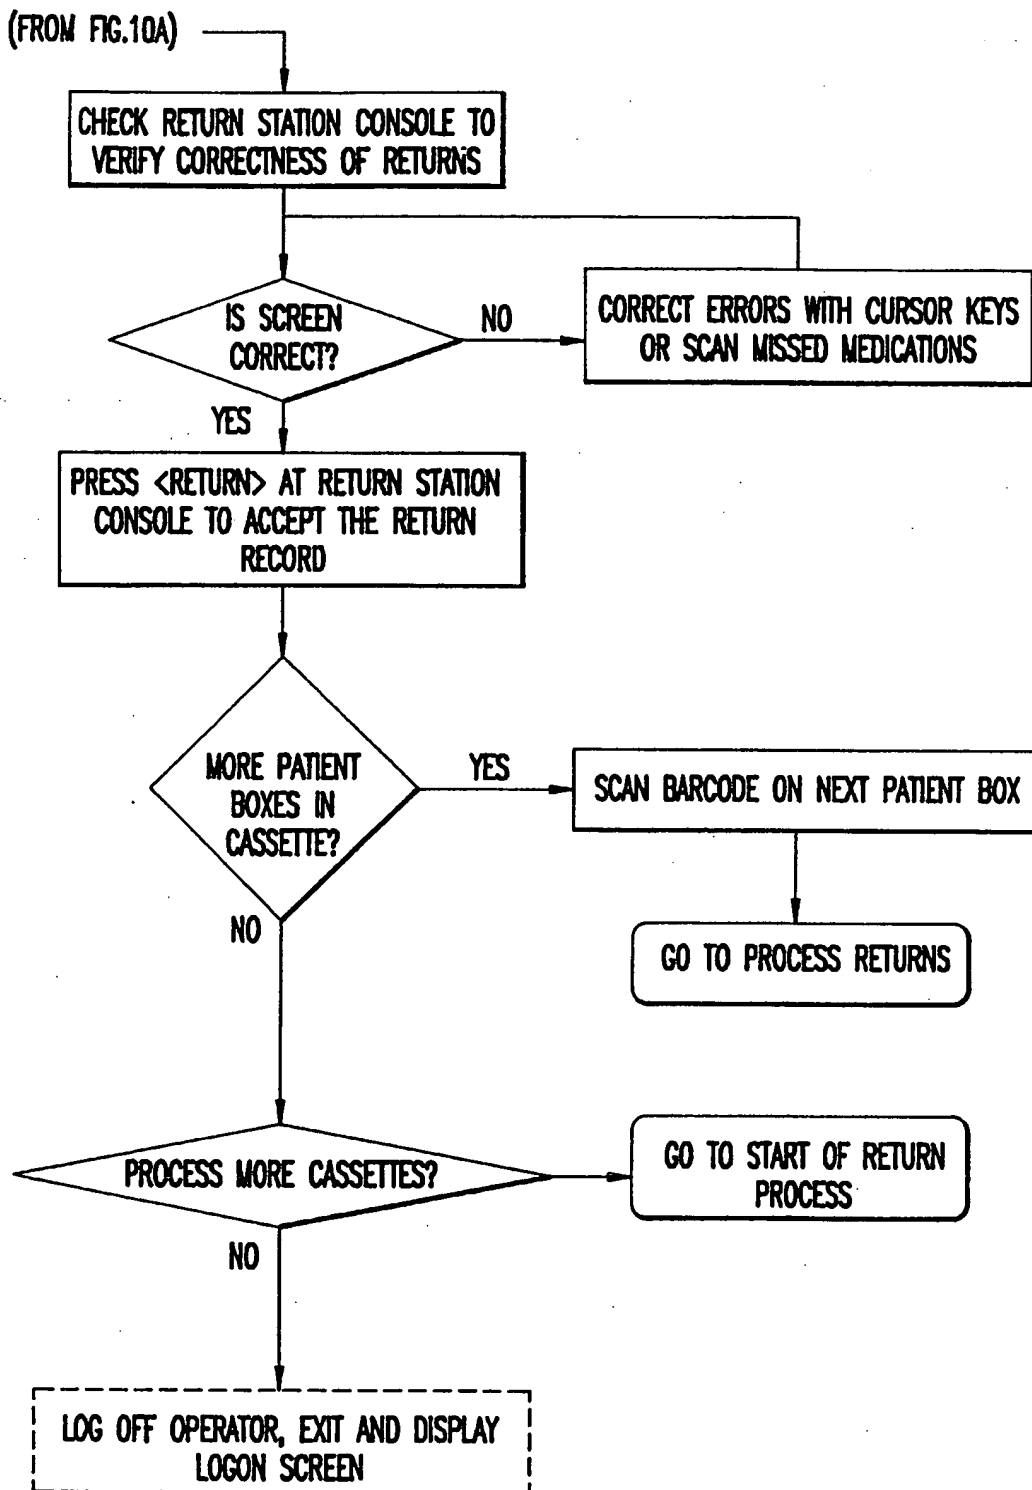 (FROM FIG.10A)
CHECK RETURN STATION CONSOLE TO
VERIFY CORRECTNESS OF RETURNS
IS SCREEN
CORRECT?
NO
CORRECT ERRORS WITH CURSOR KEYS
OR SCAN MISSED MEDICATIONS
YES
PRESS <RETURN> AT RETURN STATION
CONSOLE TO ACCEPT THE RETURN
RECORD
MORE PATIENT
BOXES IN
CASSETTE?
YES
SCAN BARCODE ON NEXT PATIENT BOX
NO
GO TO PROCESS RETURNS
PROCESS MORE CASSETTES?
GO TO START OF RETURN
PROCESS
NO
LOG OFF OPERATOR, EXIT AND DISPLAY
LOGON SCREEN